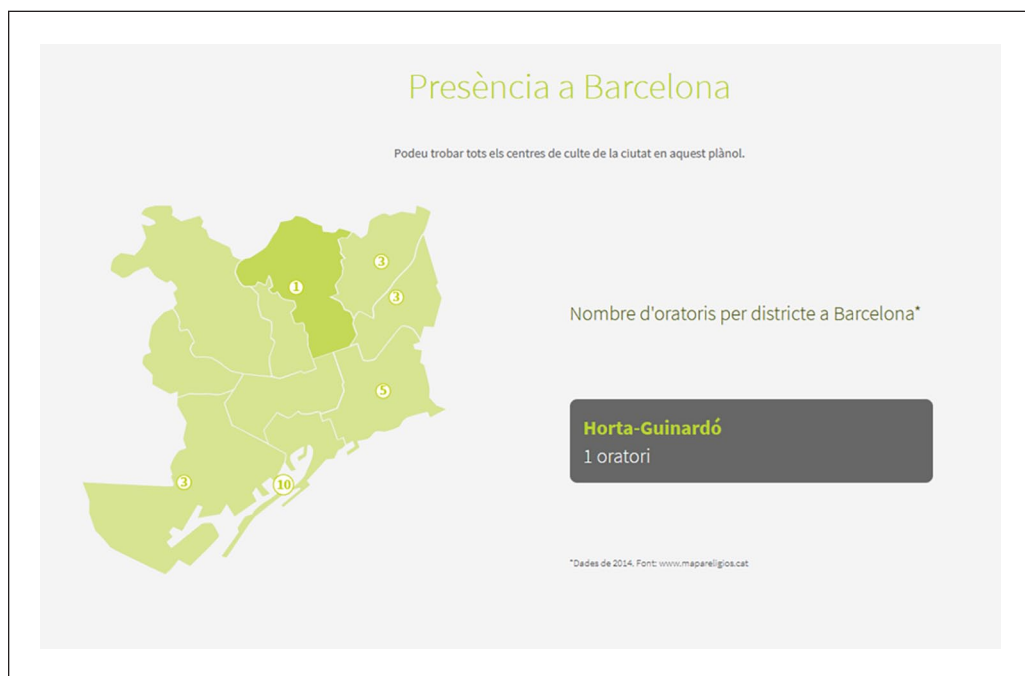 Presència a Barcelona
Podeu trobar tots els centres de culte de la ciutat en aquest plànol.
3
1
3
Nombre d'oratoris per districte a Barcelona*
5
Horta-Guinardó
1 oratori
3
10
*Dades de 2014. Font: www.mapareligios.cat